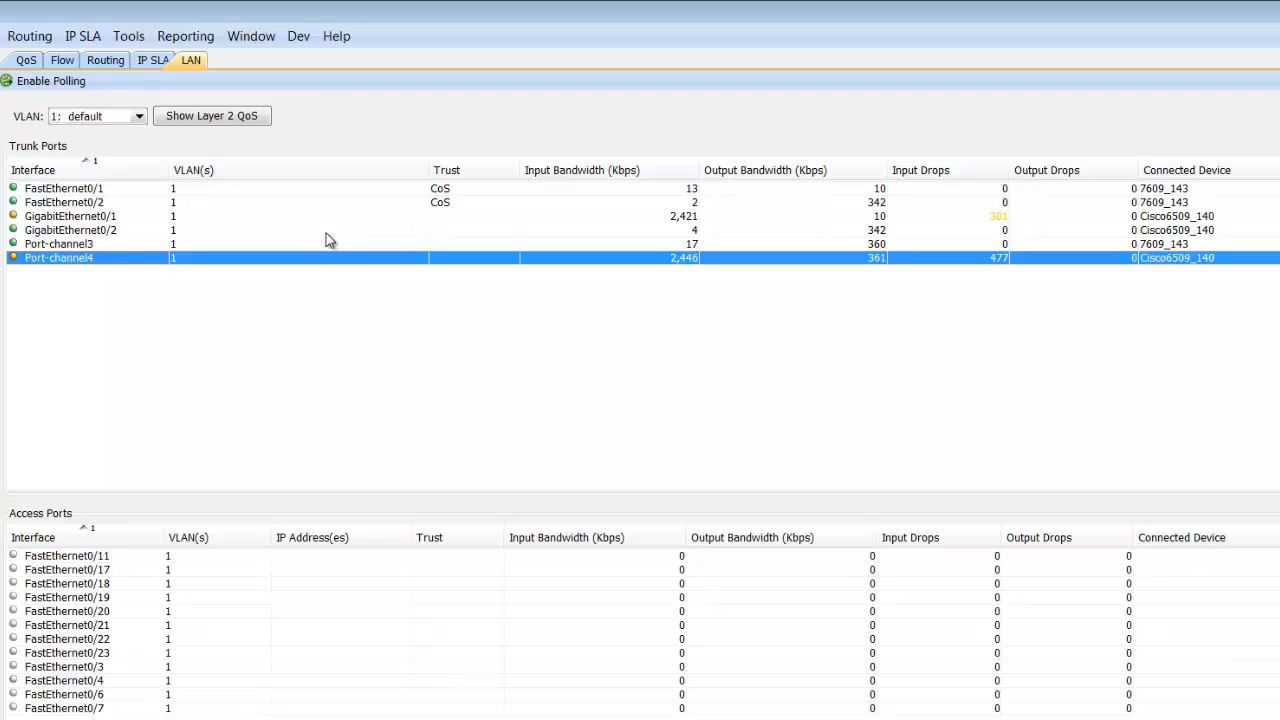 Routing IP SLA Tools Reporting Window Dev Help
QoS Flow Routing IP SLA LAN
Enable Polling
VLAN: 1: default Show Layer 2 QoS
Trunk Ports
Interface 1 VLAN(s) Trust Input Bandwidth (Kbps) Output Bandwidth (Kbps) Input Drops Output Drops Connected Device
FastEthernet0/1 1 CoS 13 10 0 0 7609_143
FastEthernet0/2 1 CoS 2 342 0 0 7609_143
GigabitEthernet0/1 1 2,421 10 301 0 Cisco6509_140
GigabitEthernet0/2 1 4 342 0 0 Cisco6509_140
Port-channel3 1 17 360 0 0 7609_143
Port-channel4 1 2,446 361 477 0 Cisco6509_140
Access Ports
Interface 1 VLAN(s) IP Address(es) Trust Input Bandwidth (Kbps) Output Bandwidth (Kbps) Input Drops Output Drops Connected Device
FastEthernet0/11 1 0 0 0 0
FastEthernet0/17 1 0 0 0 0
FastEthernet0/18 1 0 0 0 0
FastEthernet0/19 1 0 0 0 0
FastEthernet0/20 1 0 0 0 0
FastEthernet0/21 1 0 0 0 0
FastEthernet0/22 1 0 0 0 0
FastEthernet0/23 1 0 0 0 0
FastEthernet0/3 1 0 0 0 0
FastEthernet0/4 1 0 0 0 0
FastEthernet0/6 1 0 0 0 0
FastEthernet0/7 1 0 0 0 0